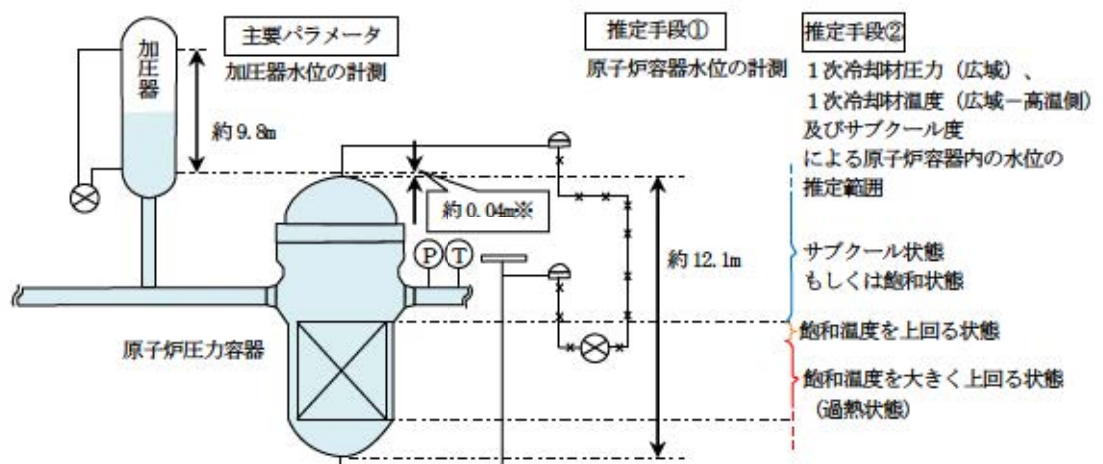 主要パラメータ
加圧器水位の計測
推定手段①
原子炉容器水位の計測
推定手段②
1次冷却材圧力（広域）、
1次冷却材温度（広域－高温側）
及びサブクール度
による原子炉容器内の水位の
推定範囲
加圧器
約9.8m
約0.04m※
P
T
約12.1m
サブクール状態
もしくは飽和状態
飽和温度を上回る状態
飽和温度を大きく上回る状態
（過熱状態）
原子炉圧力容器